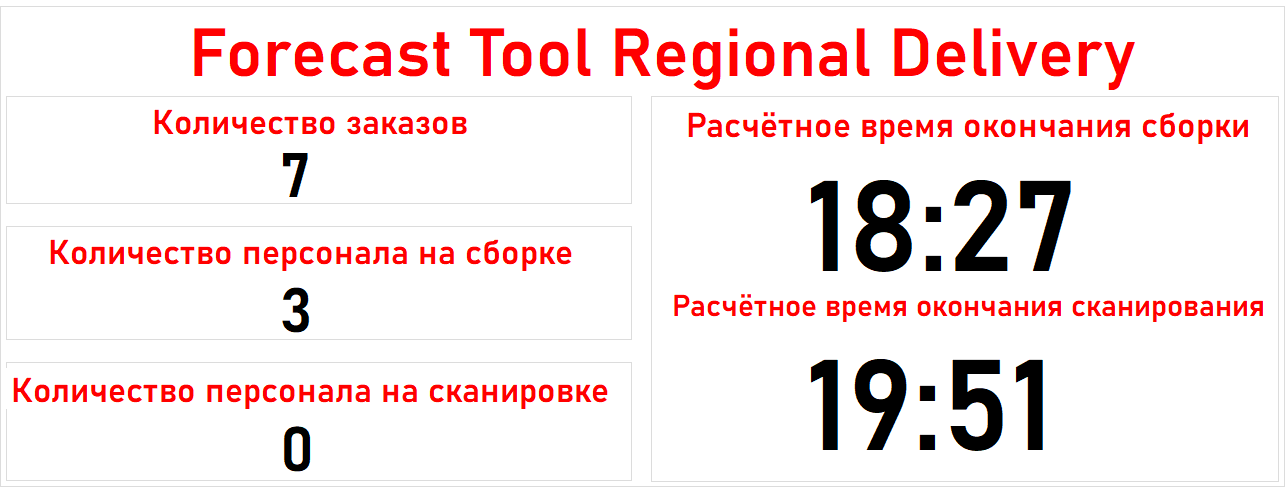 Forecast Tool Regional Delivery
Количество заказов
7
Количество персонала на сборке
3
Количество персонала на сканировке
0
Расчётное время окончания сборки
18:27
Расчётное время окончания сканирования
19:51